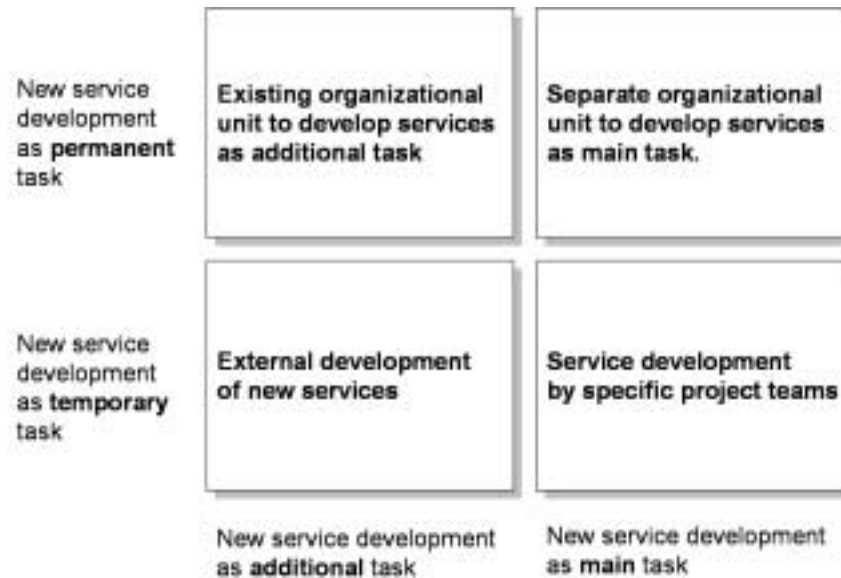 New service
development
as permanent
task
Existing organizational
unit to develop services
as additional task
Separate organizational
unit to develop services
as main task.
New service
development
as temporary
task
External development
of new services
Service development
by specific project teams
New service development
as additional task
New service development
as main task